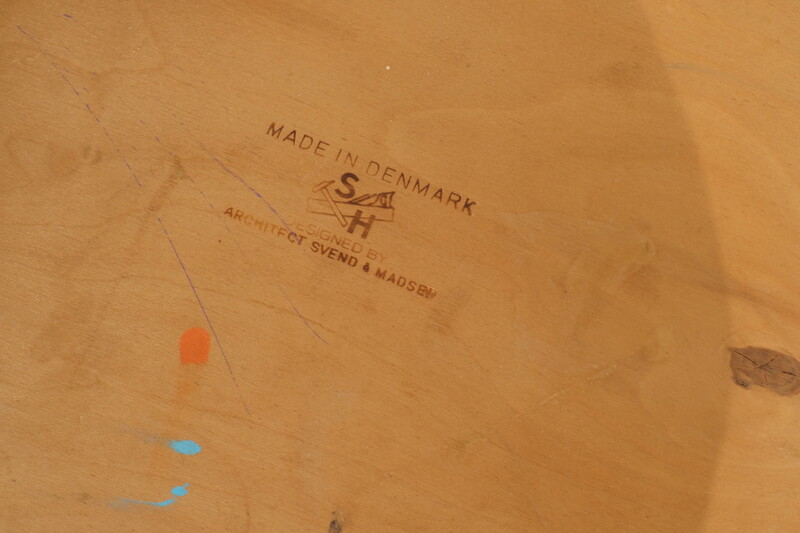 MADE IN DENMARK
S
H
DESIGNED BY
ARCHITECT SVEND & MADSEN